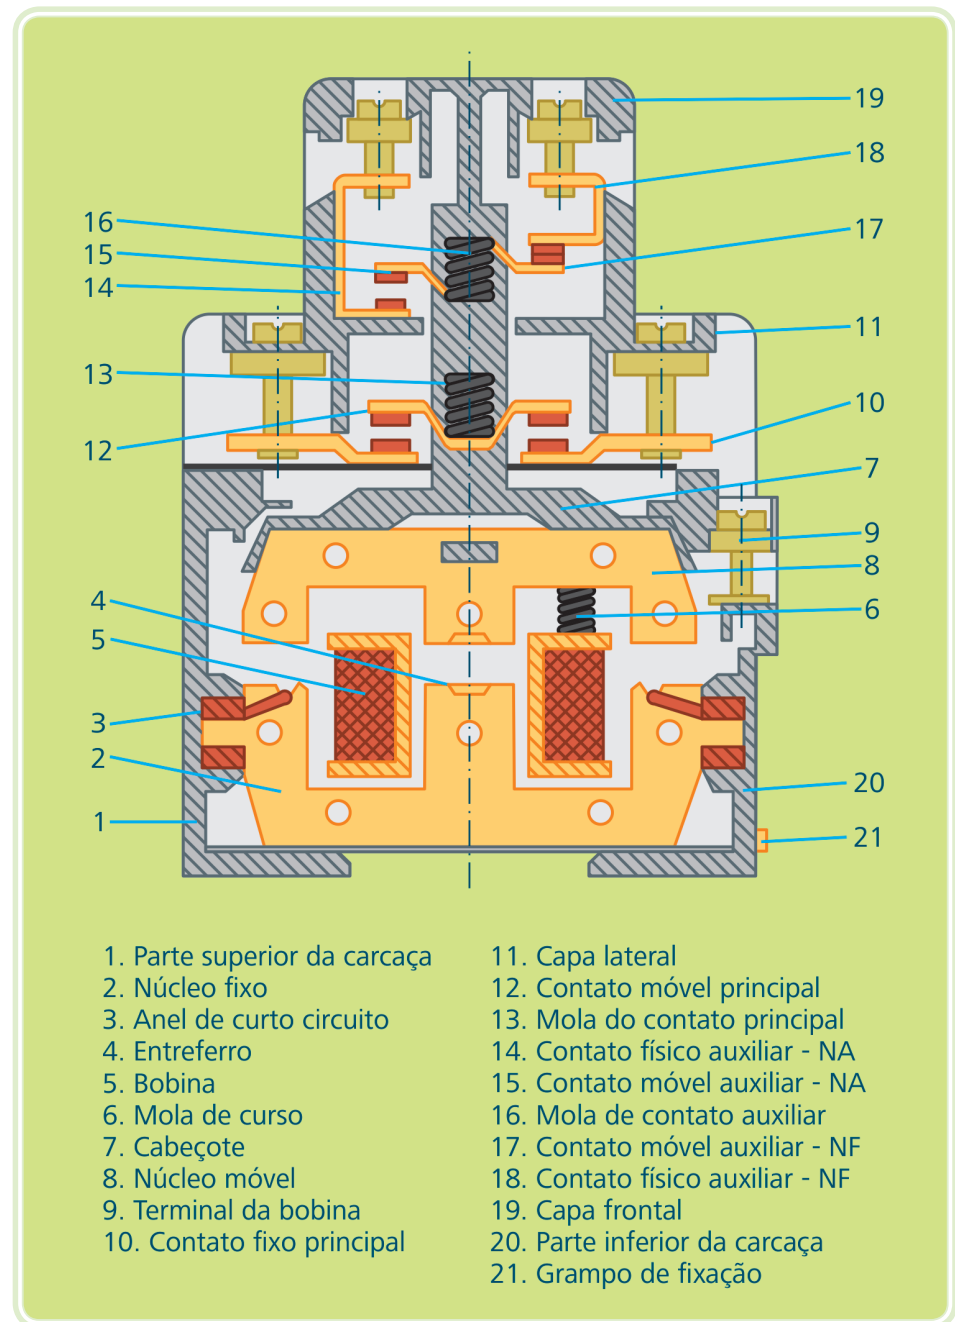 19
18
16
17
15
14
11
13
10
12
7
9
8
4
6
5
3
2
20
1
21
1. Parte superior da carcaça
2. Núcleo fixo
3. Anel de curto circuito
4. Entreferro
5. Bobina
6. Mola de curso
7. Cabeçote
8. Núcleo móvel
9. Terminal da bobina
10. Contato fixo principal
11. Capa lateral
12. Contato móvel principal
13. Mola do contato principal
14. Contato físico auxiliar - NA
15. Contato móvel auxiliar - NA
16. Mola de contato auxiliar
17. Contato móvel auxiliar - NF
18. Contato físico auxiliar - NF
19. Capa frontal
20. Parte inferior da carcaça
21. Grampo de fixação